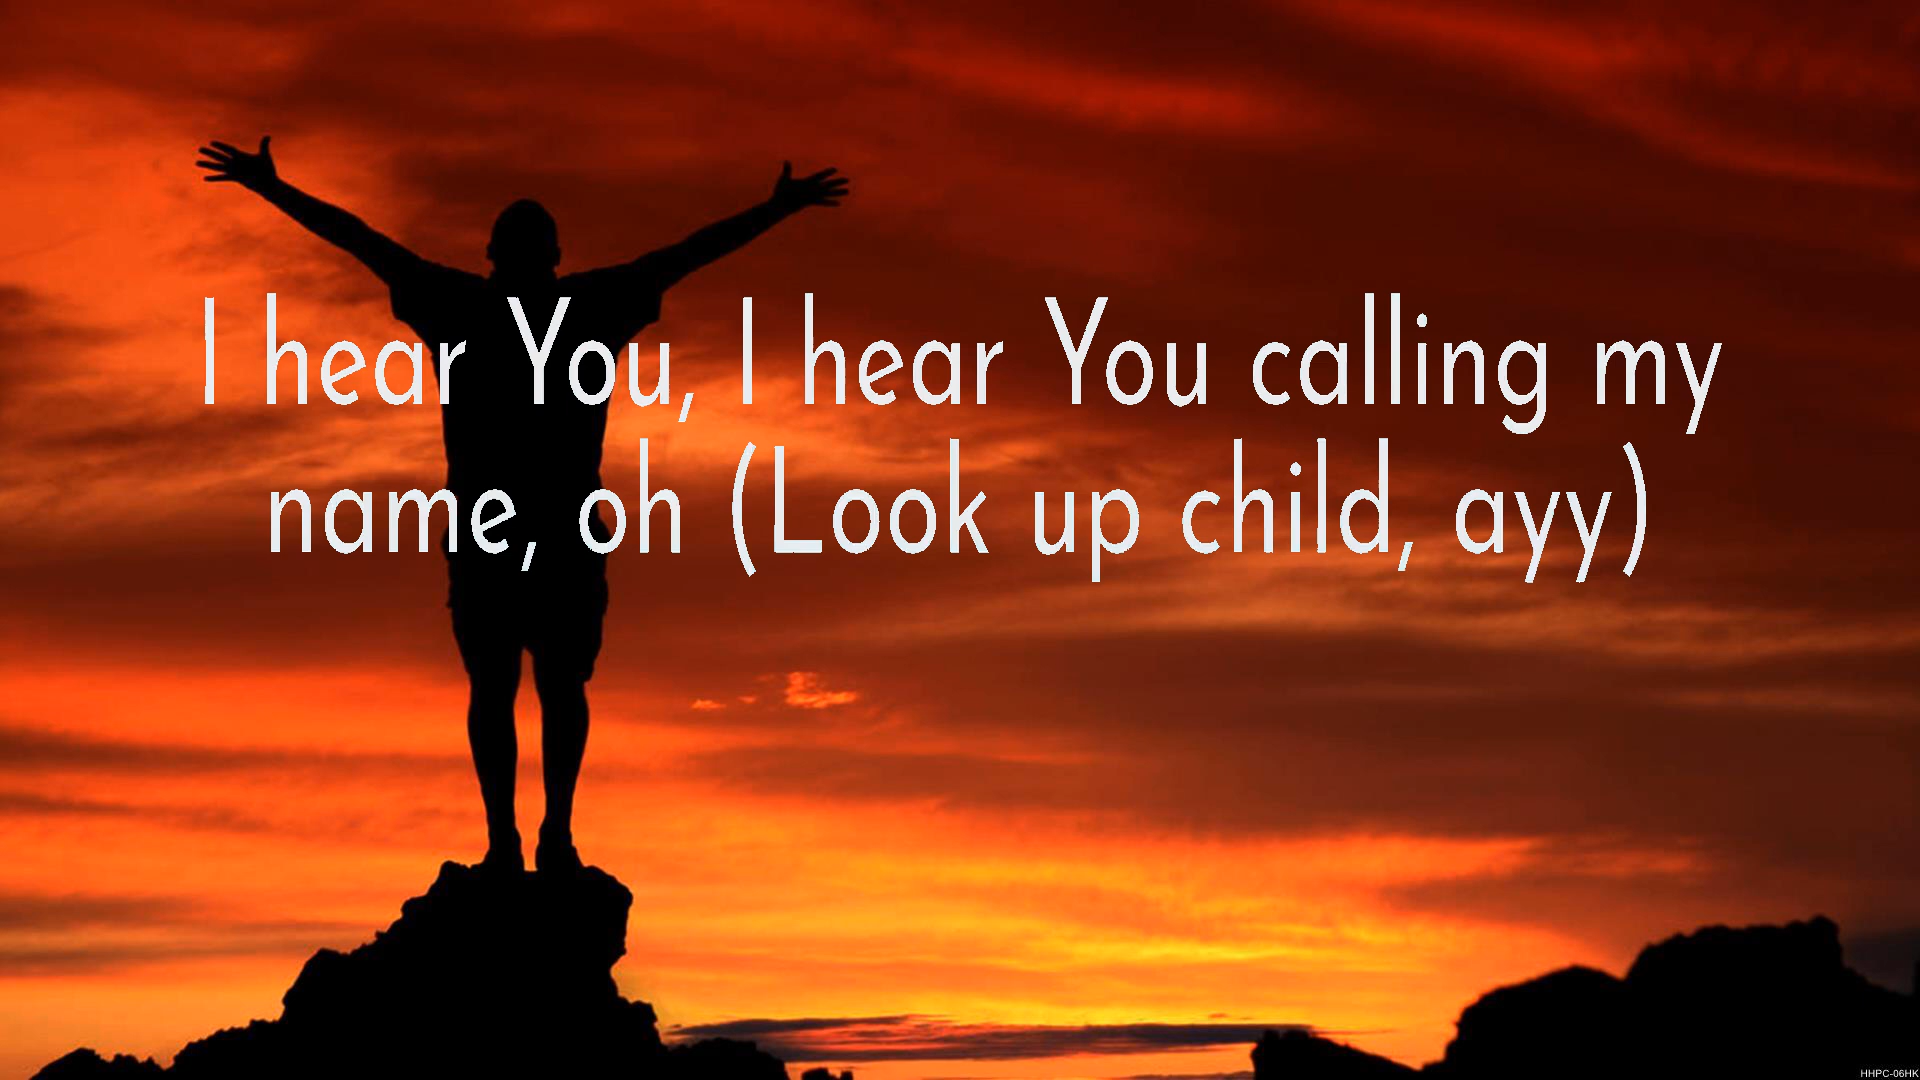 I hear You, I hear You calling my
name, oh (Look up child, ayy)
HHPC-06HK